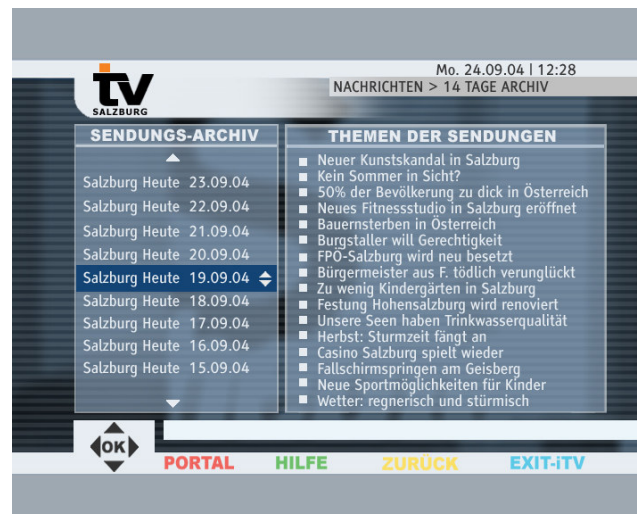 Mo. 24.09.04 | 12:28
NACHRICHTEN > 14 TAGE ARCHIV
tv
SALZBURG
SENDUNGS-ARCHIV
Salzburg Heute 23.09.04
Salzburg Heute 22.09.04
Salzburg Heute 21.09.04
Salzburg Heute 20.09.04
Salzburg Heute 19.09.04
Salzburg Heute 18.09.04
Salzburg Heute 17.09.04
Salzburg Heute 16.09.04
Salzburg Heute 15.09.04
THEMEN DER SENDUNGEN
Neuer Kunstskandal in Salzburg
Kein Sommer in Sicht?
50% der Bevölkerung zu dick in Österreich
Neues Fitnessstudio in Salzburg eröffnet
Bauernsterben in Österreich
Burgstaller will Gerechtigkeit
FPÖ-Salzburg wird neu besetzt
Bürgermeister aus F. tödlich verunglückt
Zu wenig Kindergärten in Salzburg
Festung Hohensalzburg wird renoviert
Unsere Seen haben Trinkwasserqualität
Herbst: Sturmzeit fängt an
Casino Salzburg spielt wieder
Fallschirmspringen am Geisberg
Neue Sportmöglichkeiten für Kinder
Wetter: regnerisch und stürmisch
OK
PORTAL HILFE ZURÜCK EXIT-iTV